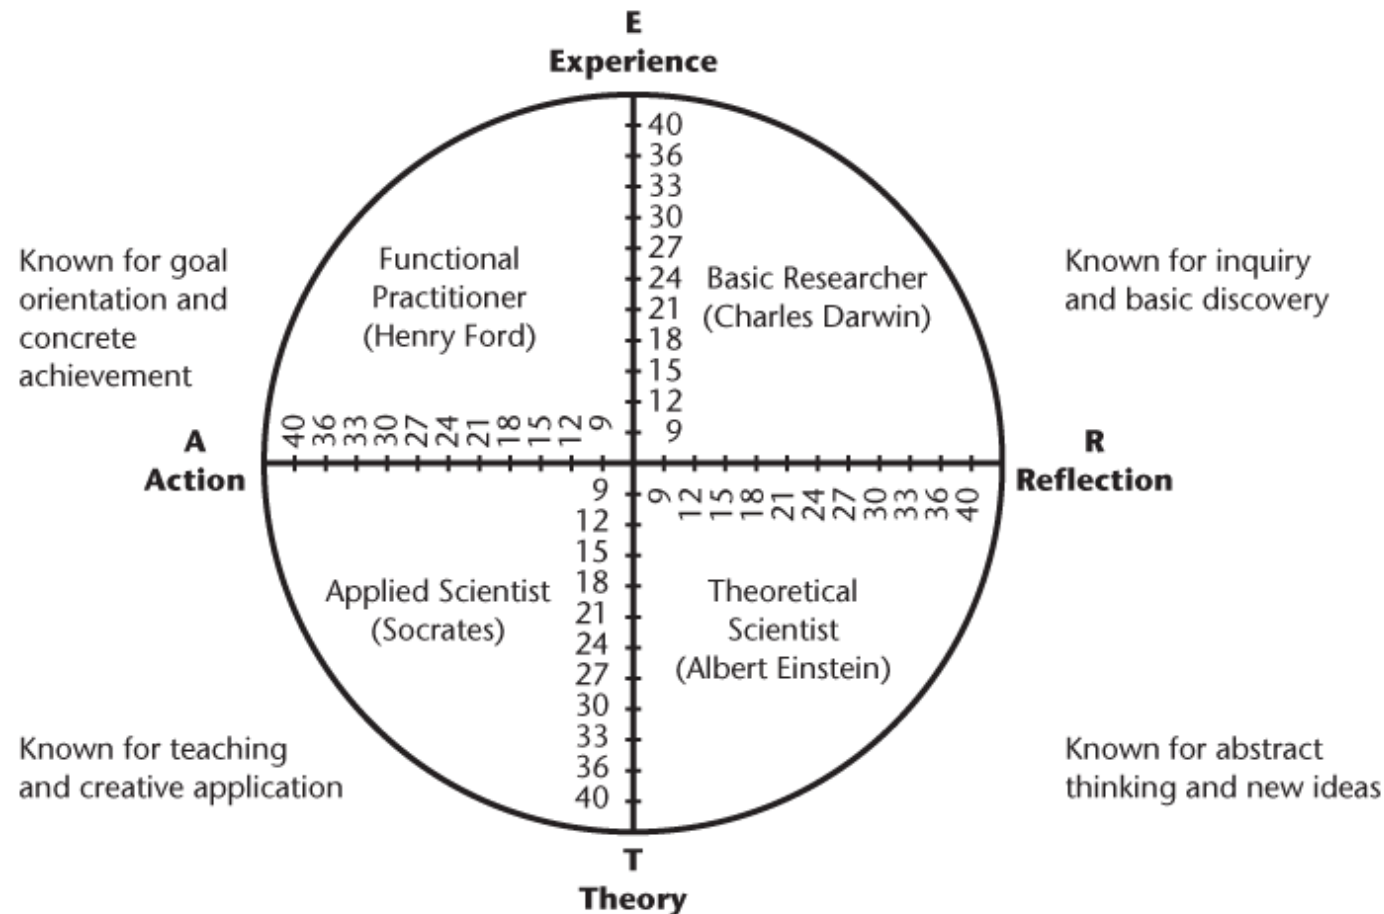 E
Experience
40
36
33
30
27
24
21
18
15
12
9
Known for goal
orientation and
concrete
achievement
Functional
Practitioner
(Henry Ford)
Basic Researcher
(Charles Darwin)
Known for inquiry
and basic discovery
A
Action
40 36 33 30 27 24 21 18 15 12 9
R
Reflection
9 12 15 18 21 24 27 30 33 36 40
9
12
15
18
21
24
27
30
33
36
40
Applied Scientist
(Socrates)
Theoretical
Scientist
(Albert Einstein)
Known for teaching
and creative application
Known for abstract
thinking and new ideas
T
Theory